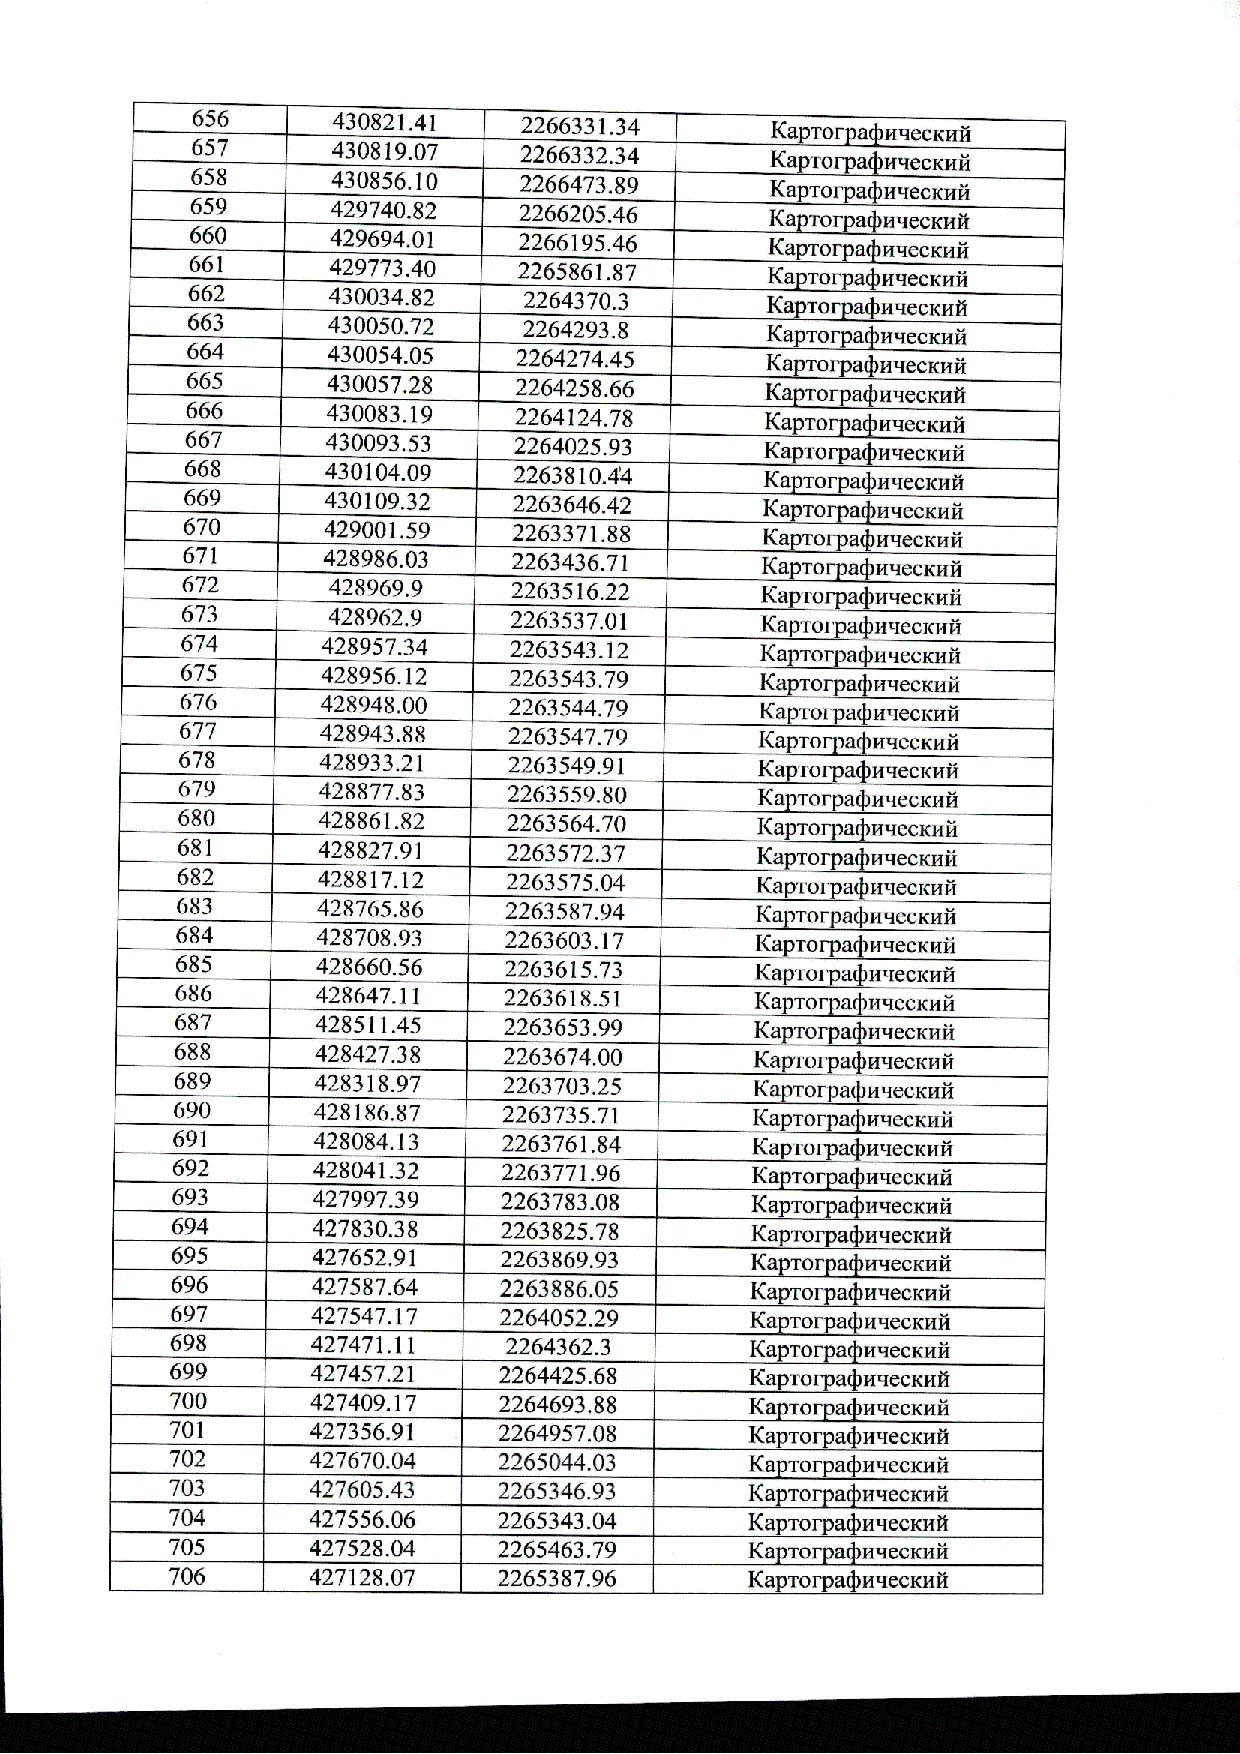 656 430821.41 2266331.34 Картографический
657 430819.07 2266332.34 Картографический
658 430856.10 2266473.89 Картографический
659 429740.82 2266205.46 Картографический
660 429694.01 2266195.46 Картографический
661 429773.40 2265861.87 Картографический
662 430034.82 2264370.3 Картографический
663 430050.72 2264293.8 Картографический
664 430054.05 2264274.45 Картографический
665 430057.28 2264258.66 Картографический
666 430083.19 2264124.78 Картографический
667 430093.53 2264025.93 Картографический
668 430104.09 2263810.44 Картографический
669 430109.32 2263646.42 Картографический
670 429001.59 2263371.88 Картографический
671 428986.03 2263436.71 Картографический
672 428969.9 2263516.22 Картографический
673 428962.9 2263537.01 Картографический
674 428957.34 2263543.12 Картографический
675 428956.12 2263543.79 Картографический
676 428948.00 2263544.79 Картографический
677 428943.88 2263547.79 Картографический
678 428933.21 2263549.91 Картографический
679 428877.83 2263559.80 Картографический
680 428861.82 2263564.70 Картографический
681 428827.91 2263572.37 Картографический
682 428817.12 2263575.04 Картографический
683 428765.86 2263587.94 Картографический
684 428708.93 2263603.17 Картографический
685 428660.56 2263615.73 Картографический
686 428647.11 2263618.51 Картографический
687 428511.45 2263653.99 Картографический
688 428427.38 2263674.00 Картографический
689 428318.97 2263703.25 Картографический
690 428186.87 2263735.71 Картографический
691 428084.13 2263761.84 Картографический
692 428041.32 2263771.96 Картографический
693 427997.39 2263783.08 Картографический
694 427830.38 2263825.78 Картографический
695 427652.91 2263869.93 Картографический
696 427587.64 2263886.05 Картографический
697 427547.17 2264052.29 Картографический
698 427471.11 2264362.3 Картографический
699 427457.21 2264425.68 Картографический
700 427409.17 2264693.88 Картографический
701 427356.91 2264957.08 Картографический
702 427670.04 2265044.03 Картографический
703 427605.43 2265346.93 Картографический
704 427556.06 2265343.04 Картографический
705 427528.04 2265463.79 Картографический
706 427128.07 2265387.96 Картографический